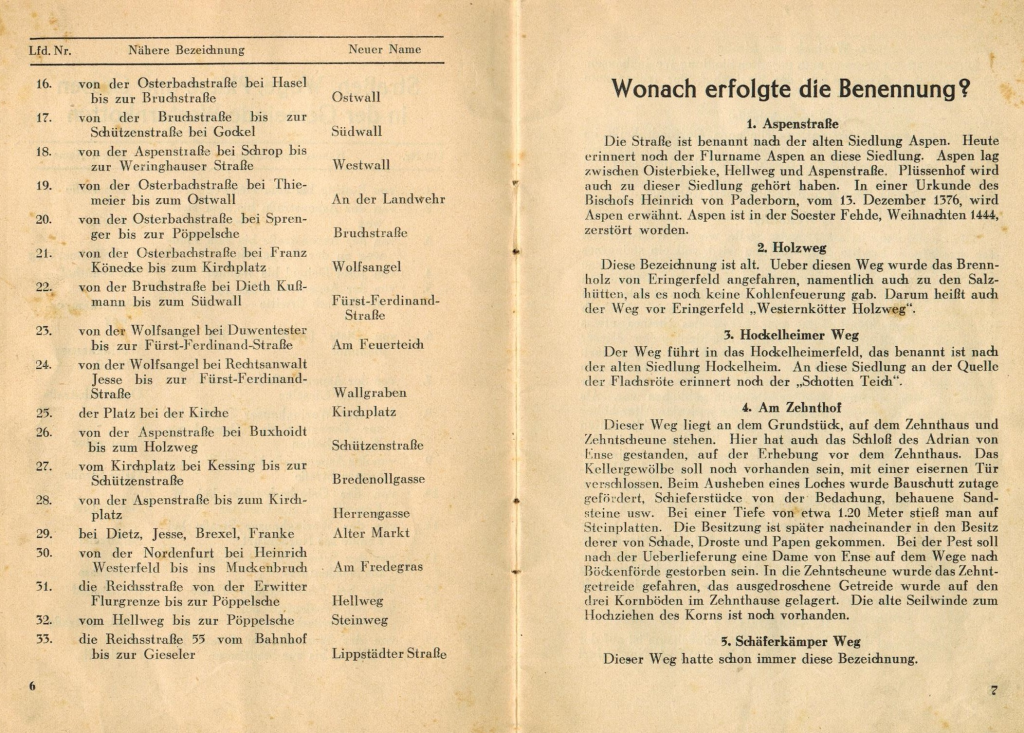 Lfd. Nr. Nähere Bezeichnung Neuer Name
16. von der Osterbachstraße bei Hasel
bis zur Bruchstraße Ostwall
17. von der Bruchstraße bis zur
Schützenstraße bei Gockel Südwall
18. von der Aspenstraße bei Schrop bis
zur Weringhauser Straße Westwall
19. von der Osterbachstraße bei Thie-
meier bis zum Ostwall An der Landwehr
20. von der Osterbachstraße bei Spren-
ger bis zur Pöppelsche Bruchstraße
21. von der Osterbachstraße bei Franz
Könecke bis zum Kirchplatz Wolfsangel
22. von der Bruchstraße bei Dieth Kuß-
mann bis zum Südwall Fürst-Ferdinand-
Straße
23. von der Wolfsangel bei Duwentester
bis zur Fürst-Ferdinand-Straße Am Feuerteich
24. von der Wolfsangel bei Rechtsanwalt
Jesse bis zur Fürst-Ferdinand-
Straße Wallgraben
25. der Platz bei der Kirche Kirchplatz
26. von der Aspenstraße bei Buxhoidt
bis zum Holzweg Schützenstraße
27. vom Kirchplatz bei Kessing bis zur
Schützenstraße Bredenollgasse
28. von der Aspenstraße bis zum Kirch-
platz Herrengasse
29. bei Dietz, Jesse, Brexel, Franke Alter Markt
30. von der Nordenfurt bei Heinrich
Westerfeld bis ins Muckenbruch Am Fredegras
31. die Reichsstraße von der Erwitter
Flurgrenze bis zur Pöppelsche Hellweg
32. vom Hellweg bis zur Pöppelsche Steinweg
33. die Reichsstraße 55 vom Bahnhof
bis zur Gieseler Lippstädter Straße
6
Wonach erfolgte die Benennung?
1. Aspenstraße
Die Straße ist benannt nach der alten Siedlung Aspen. Heute
erinnert noch der Flurname Aspen an diese Siedlung. Aspen lag
zwischen Oisterbieke, Hellweg und Aspenstraße. Plüssenhof wird
auch zu dieser Siedlung gehört haben. In einer Urkunde des
Bischofs Heinrich von Paderborn, vom 13. Dezember 1376, wird
Aspen erwähnt. Aspen ist in der Soester Fehde, Weihnachten 1444,
zerstört worden.
2. Holzweg
Diese Bezeichnung ist alt. Ueber diesen Weg wurde das Brenn-
holz von Eringerfeld angefahren, namentlich auch zu den Salz-
hütten, als es noch keine Kohlenfeuerung gab. Darum heißt auch
der Weg vor Eringerfeld „Westernkötter Holzweg“.
3. Hockelheimer Weg
Der Weg führt in das Hockelheimerfeld, das benannt ist nach
der alten Siedlung Hockelheim. An diese Siedlung an der Quelle
der Flachsröte erinnert noch der „Schotten Teich“.
4. Am Zehnthof
Dieser Weg liegt an dem Grundstück, auf dem Zehnthaus und
Zehntscheune stehen. Hier hat auch das Schloß des Adrian von
Ense gestanden, auf der Erhebung vor dem Zehnthaus. Das
Kellergewölbe soll noch vorhanden sein, mit einer eisernen Tür
verschlossen. Beim Ausheben eines Loches wurde Bauschutt zutage
gefördert, Schieferstücke von der Bedachung, behauene Sand-
steine usw. Bei einer Tiefe von etwa 1.20 Meter stieß man auf
Steinplatten. Die Besitzung ist später nacheinander in den Besitz
derer von Schade, Droste und Papen gekommen. Bei der Pest soll
nach der Ueberlieferung eine Dame von Ense auf dem Wege nach
Böckenförde gestorben sein. In die Zehntscheune wurde das Zehnt-
getreide gefahren, das ausgedroschene Getreide wurde auf den
drei Kornböden im Zehnthause gelagert. Die alte Seilwinde zum
Hochziehen des Korns ist noch vorhanden.
5. Schäferkämper Weg
Dieser Weg hatte schon immer diese Bezeichnung.
7